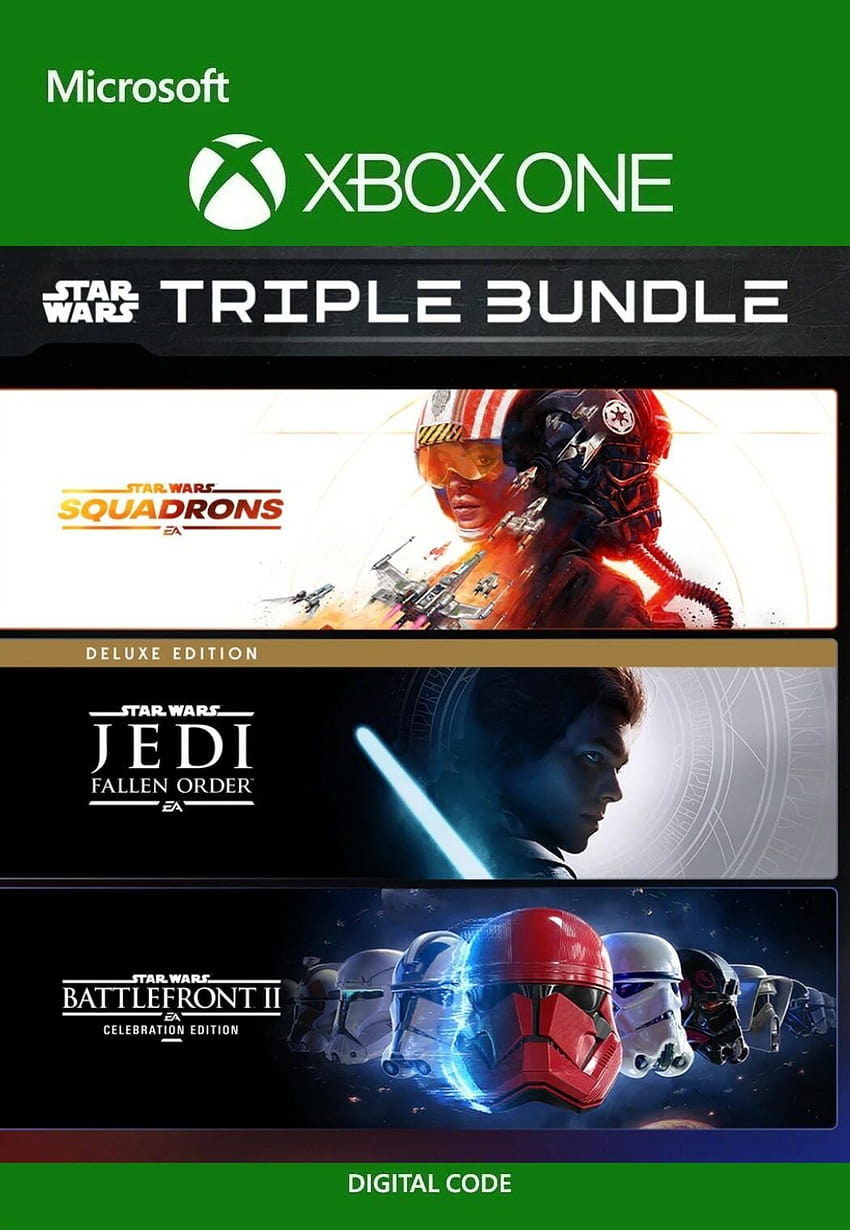 Microsoft
XBOX ONE
STAR WARS TRIPLE BUNDLE
STAR WARS
SQUADRONS
EA
DELUXE EDITION
STAR WARS
JEDI
FALLEN ORDER™
EA
STAR WARS
BATTLEFRONT II
EA
CELEBRATION EDITION
DIGITAL CODE